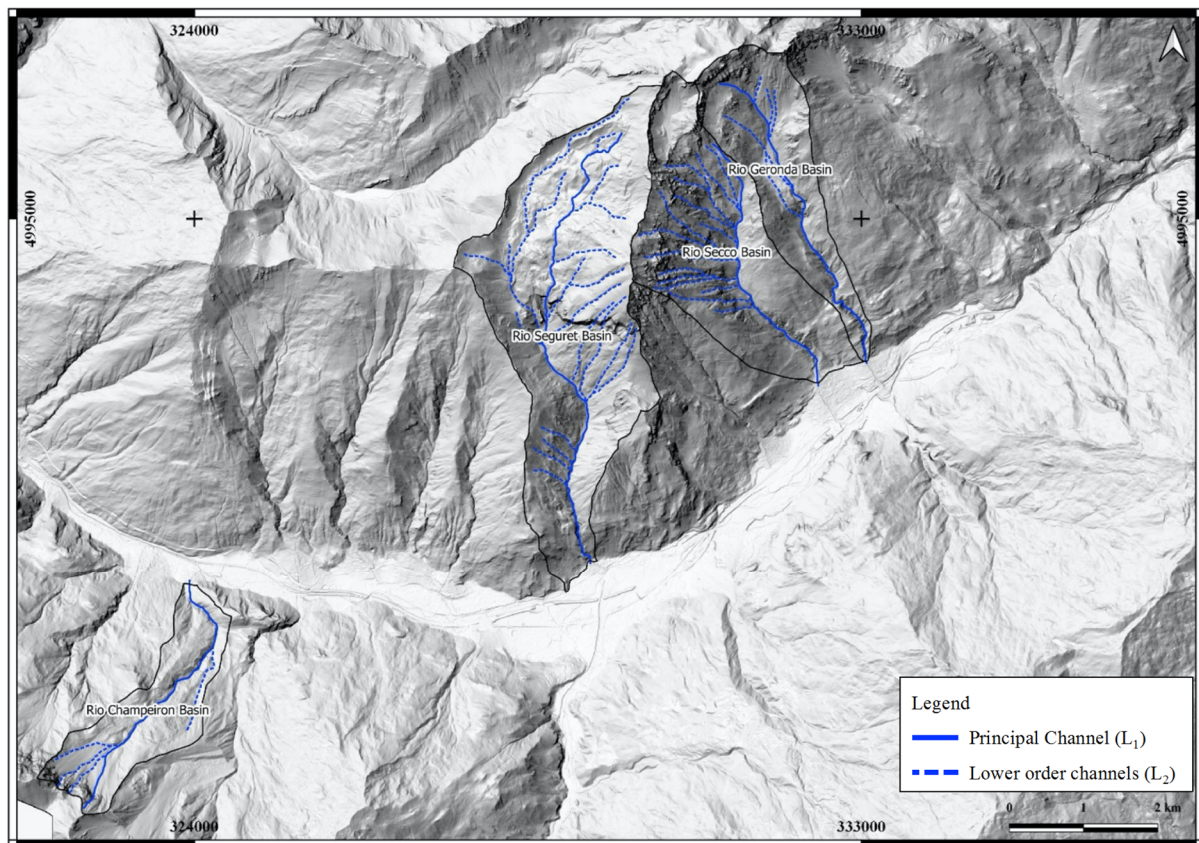 324000
333000
4995000
4995000
Rio Geronda Basin
Rio Secco Basin
Rio Seguret Basin
Rio Champeiron Basin
Legend
Principal Channel (L₁)
Lower order channels (L₂)
0 1 2 km
324000
333000